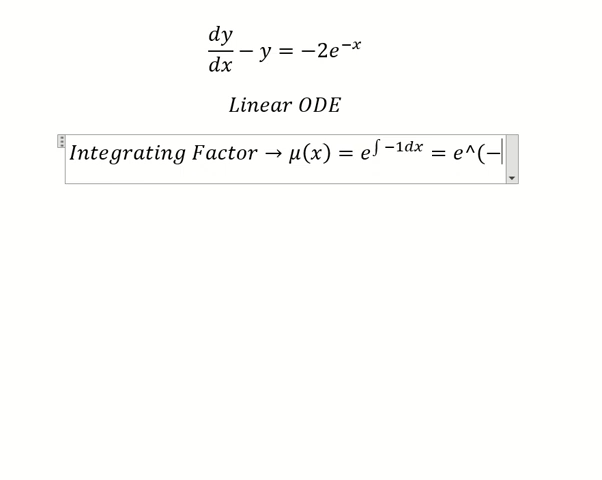 dy/dx − y = −2e^−x
Linear ODE
Integrating Factor → μ(x) = e^∫ −1dx = e^(−